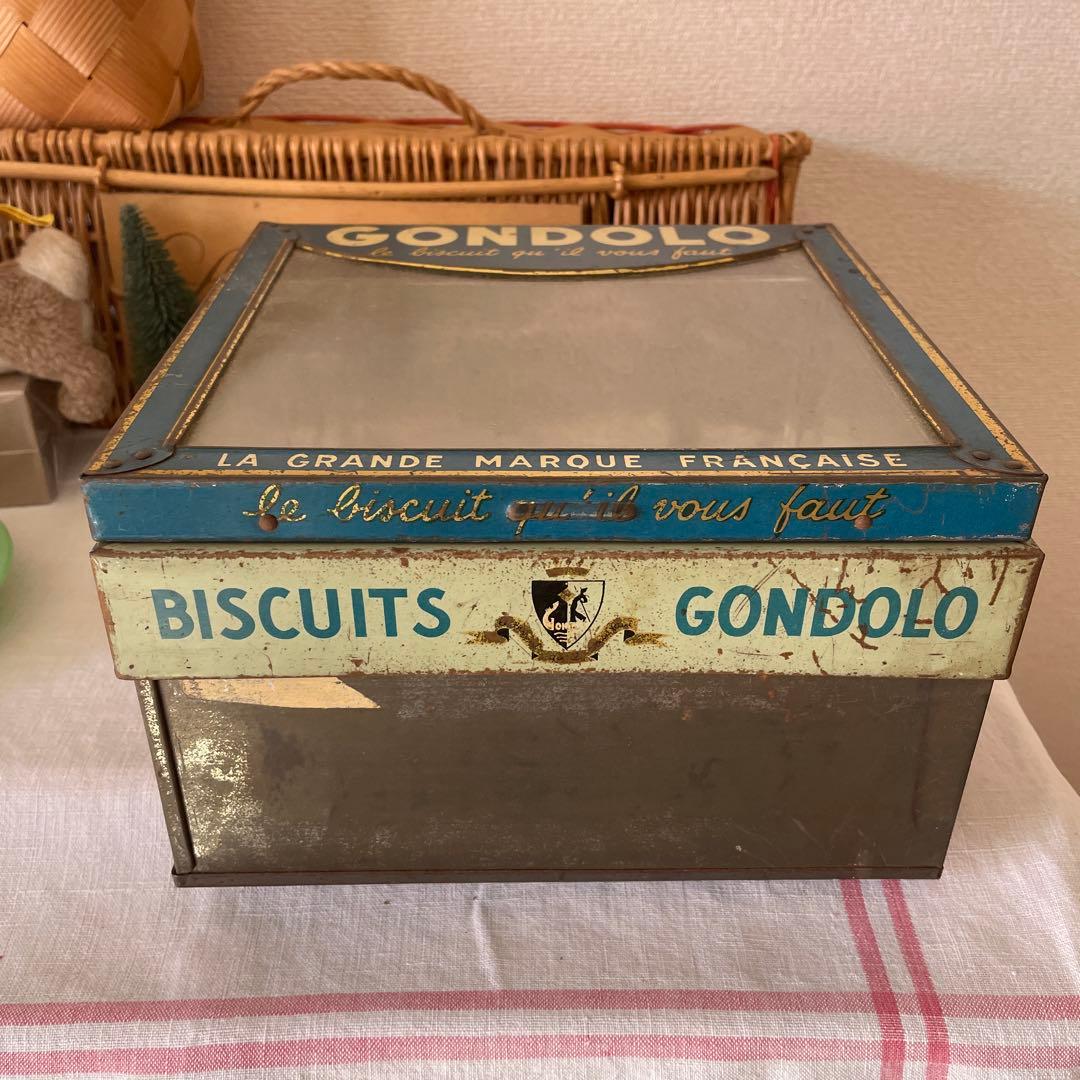 GONDOLO
le biscuit qu'il vous faut
LA GRANDE MARQUE FRANÇAISE
le biscuit qu'il vous faut
BISCUITS GONDOLO